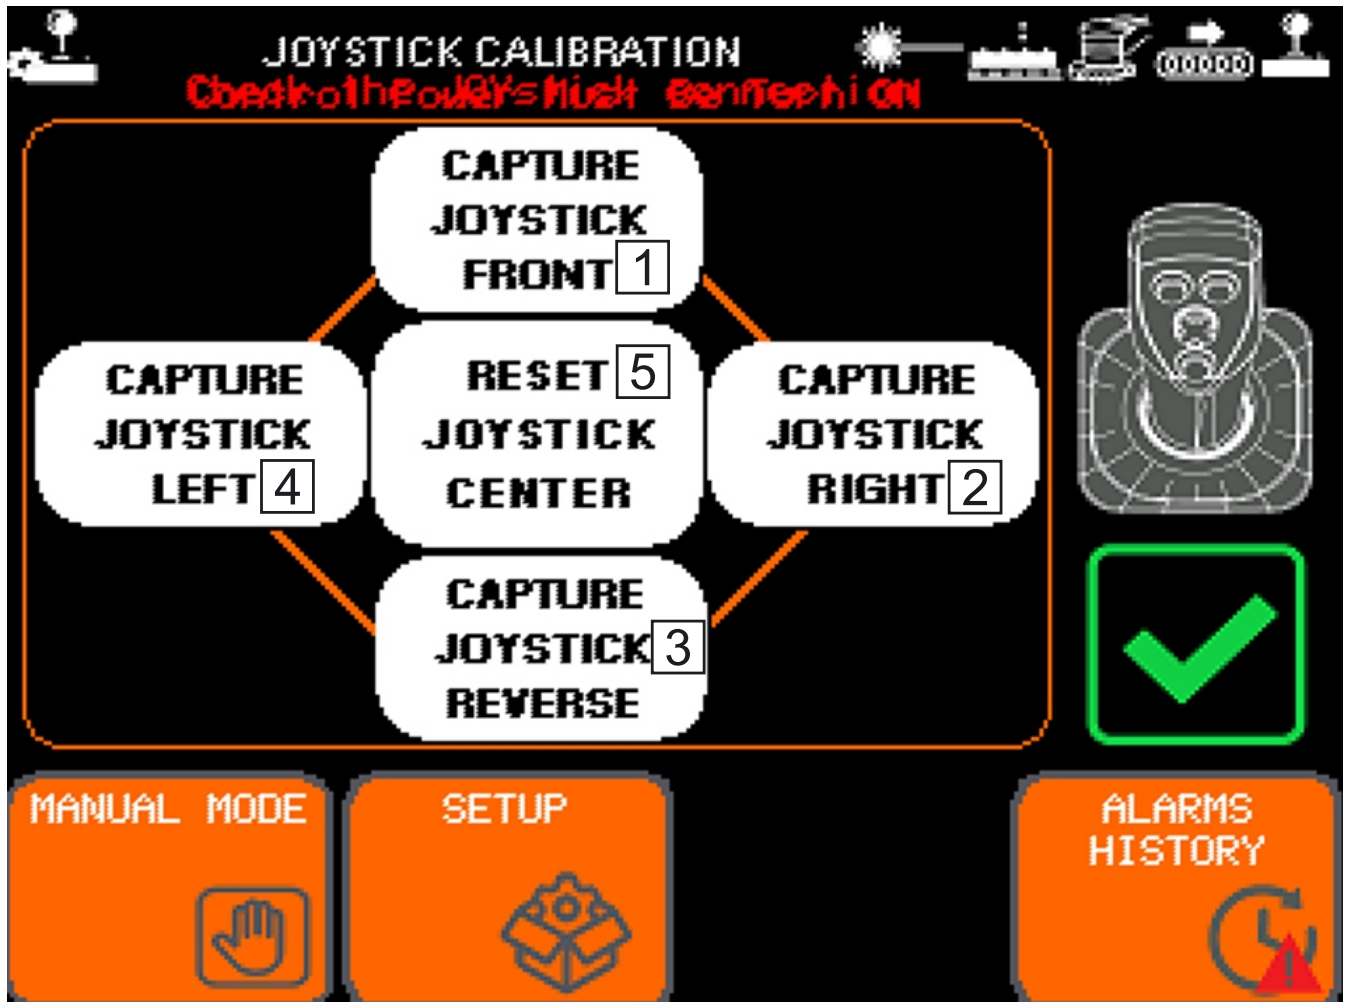 JOYSTICK CALIBRATION
CAPTURE
JOYSTICK
FRONT 1
CAPTURE
JOYSTICK
LEFT 4
RESET 5
JOYSTICK
CENTER
CAPTURE
JOYSTICK
RIGHT 2
CAPTURE
JOYSTICK 3
REVERSE
MANUAL MODE
SETUP
ALARMS
HISTORY